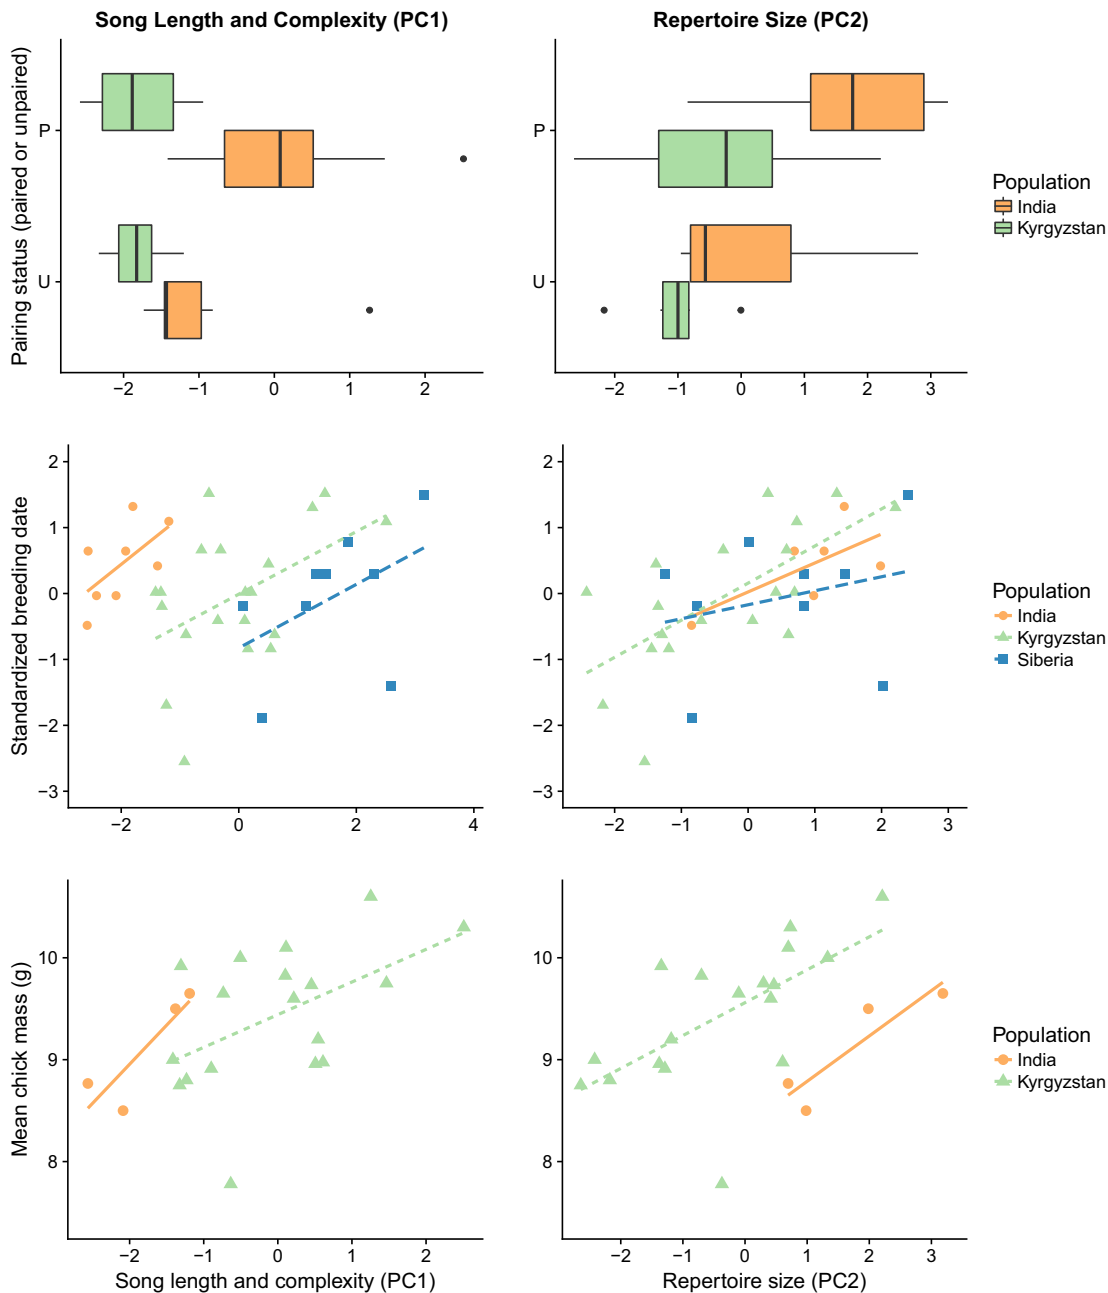 Song Length and Complexity (PC1)
Repertoire Size (PC2)
Pairing status (paired or unpaired)
P
U
−2 −1 0 1 2
P
U
−2 −1 0 1 2 3
Population
India
Kyrgyzstan
Standardized breeding date
2
1
0
−1
−2
−3
−2 0 2 4
2
1
0
−1
−2
−3
−2 −1 0 1 2 3
Population
India
Kyrgyzstan
Siberia
Mean chick mass (g)
10
9
8
−2 −1 0 1 2
Song length and complexity (PC1)
10
9
8
−2 −1 0 1 2 3
Repertoire size (PC2)
Population
India
Kyrgyzstan